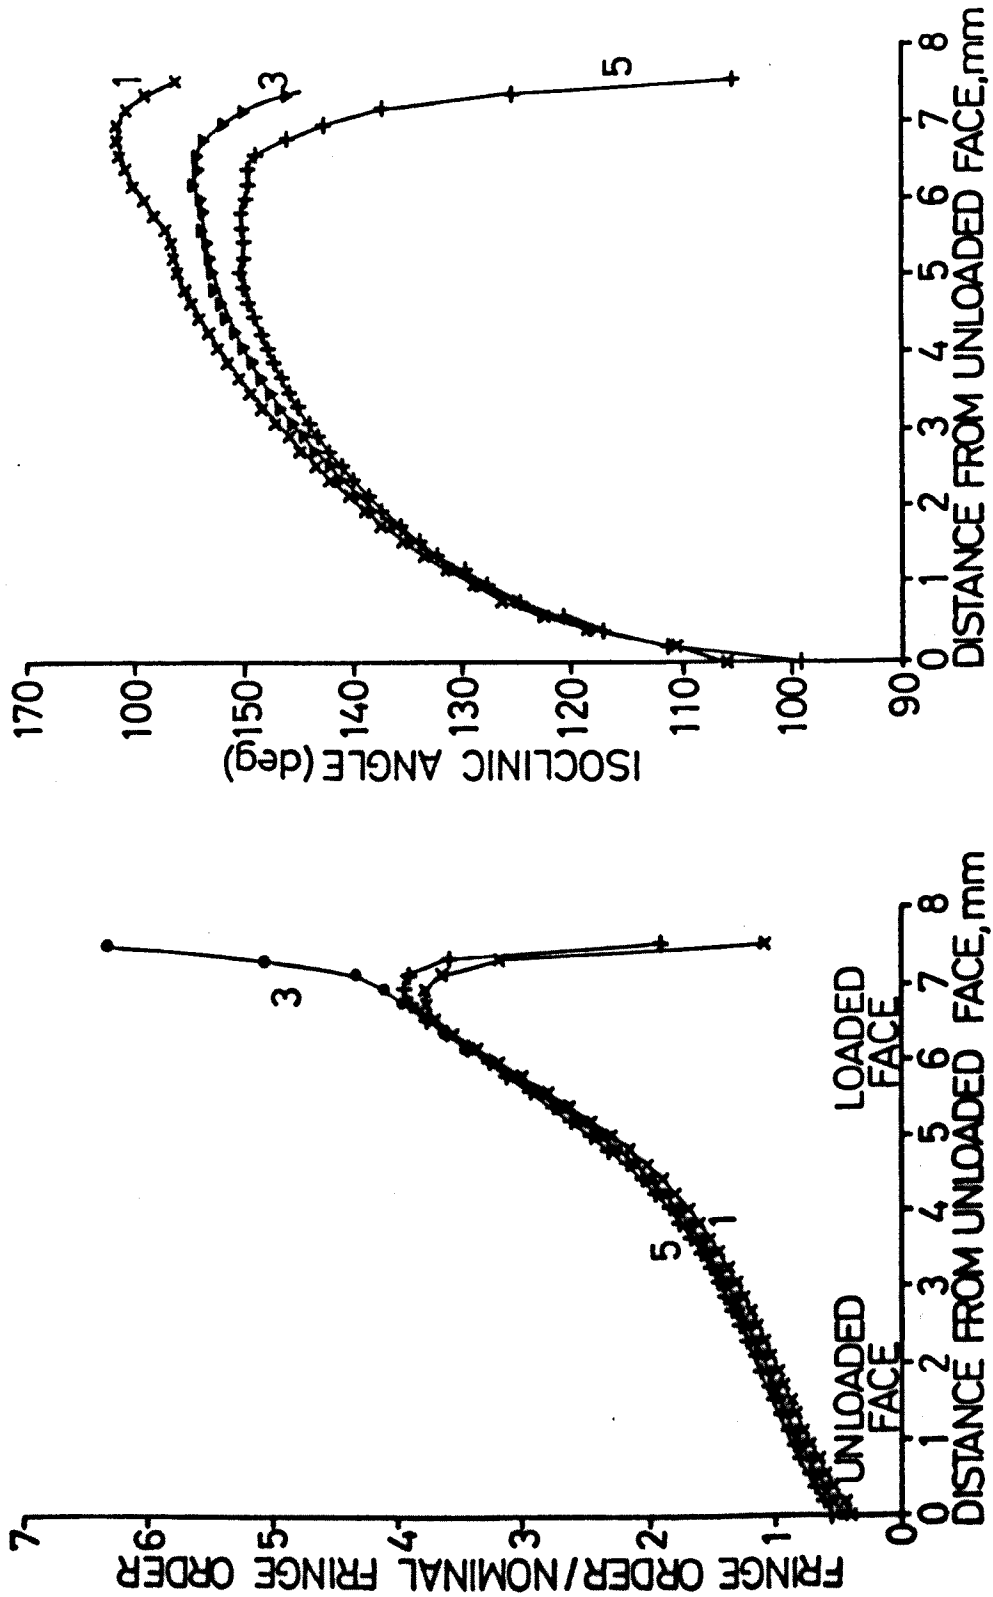 FRINGE ORDER/NOMINAL FRINGE ORDER
7
6
5
4
3
2
1
0
3
5
1
UNLOADED
FACE
LOADED
FACE
0 1 2 3 4 5 6 7 8
DISTANCE FROM UNLOADED FACE, mm
ISOCLINIC ANGLE (deg)
170
100
150
140
130
120
110
100
90
1
3
5
0 1 2 3 4 5 6 7 8
DISTANCE FROM UNLOADED FACE, mm